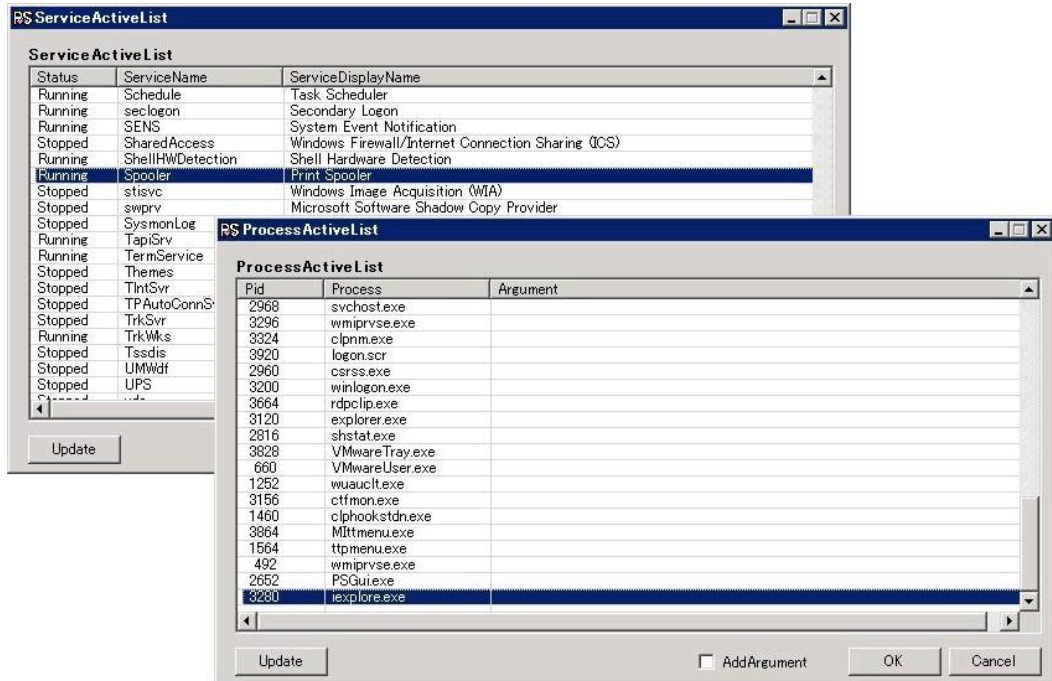 RS ServiceActiveList
ServiceActiveList
Status ServiceName ServiceDisplayName
Running Schedule Task Scheduler
Running seclogon Secondary Logon
Running SENS System Event Notification
Stopped SharedAccess Windows Firewall/Internet Connection Sharing (ICS)
Running ShellHWDetection Shell Hardware Detection
Running Spooler Print Spooler
Stopped stisvc Windows Image Acquisition (WIA)
Stopped swprv Microsoft Software Shadow Copy Provider
Stopped SysmonLog
Running TapiSrv
Running TermService
Stopped Themes
Stopped TlntSvr
Stopped TPAutoConnS
Stopped TrkSvr
Running TrkWks
Stopped Tssdis
Stopped UMWdf
Stopped UPS
Update
RS ProcessActiveList
ProcessActiveList
Pid Process Argument
2968 svchost.exe
3296 wmiprvse.exe
3324 clpnm.exe
3920 logon.scr
2960 csrss.exe
3200 winlogon.exe
3664 rdpclip.exe
3120 explorer.exe
2816 shstat.exe
3828 VMwareTray.exe
660 VMwareUser.exe
1252 wuauclt.exe
3156 ctfmon.exe
1460 clphookstdn.exe
3864 MIttmenu.exe
1564 ttpmenu.exe
492 wmiprvse.exe
2652 PSGui.exe
3280 iexplore.exe
Update AddArgument OK Cancel